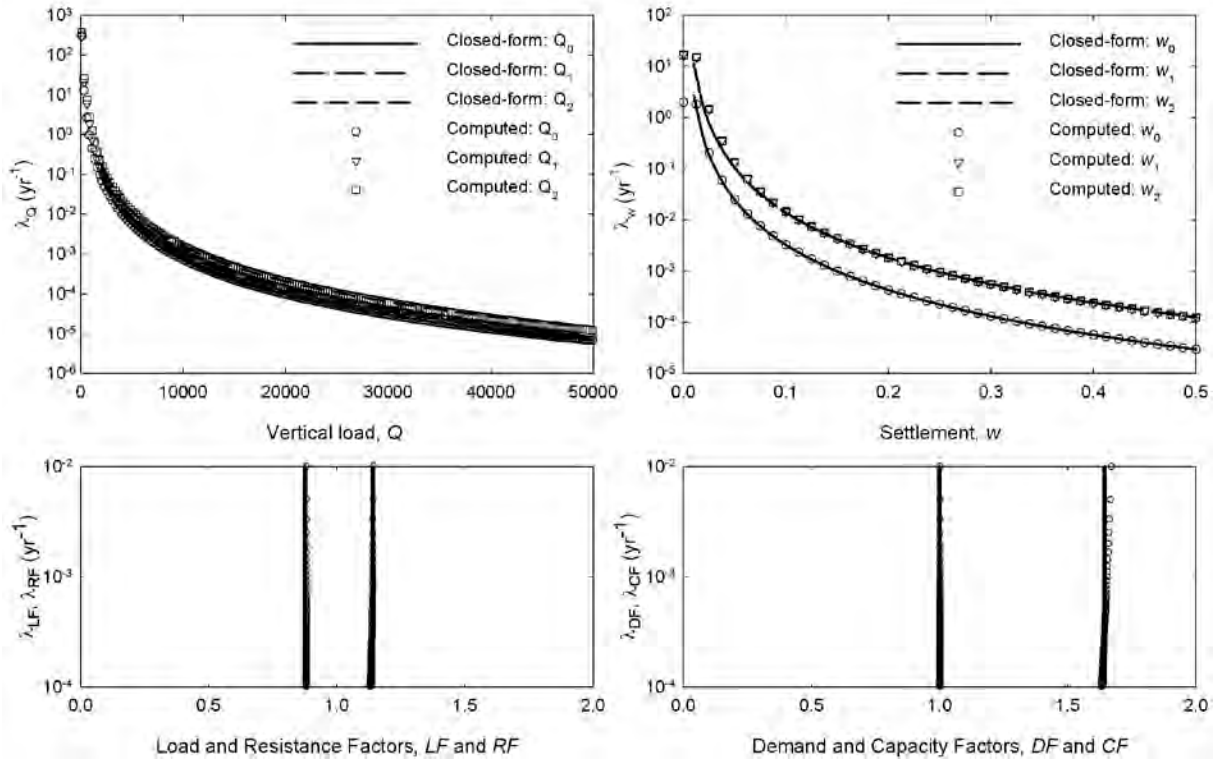 10³
10²
10¹
10⁰
10⁻¹
10⁻²
10⁻³
10⁻⁴
10⁻⁵
10⁻⁶
λ_Q (yr⁻¹)
Closed-form: Q₀
Closed-form: Q₁
Closed-form: Q₂
Computed: Q₀
Computed: Q₁
Computed: Q₂
0 10000 20000 30000 40000 50000
Vertical load, Q
10²
10¹
10⁰
10⁻¹
10⁻²
10⁻³
10⁻⁴
10⁻⁵
λ_w (yr⁻¹)
Closed-form: w₀
Closed-form: w₁
Closed-form: w₂
Computed: w₀
Computed: w₁
Computed: w₂
0.0 0.1 0.2 0.3 0.4 0.5
Settlement, w
10⁻²
10⁻³
10⁻⁴
λ_LF, λ_RF (yr⁻¹)
0.0 0.5 1.0 1.5 2.0
Load and Resistance Factors, LF and RF
10⁻²
10⁻³
10⁻⁴
λ_DF, λ_CF (yr⁻¹)
0.0 0.5 1.0 1.5 2.0
Demand and Capacity Factors, DF and CF